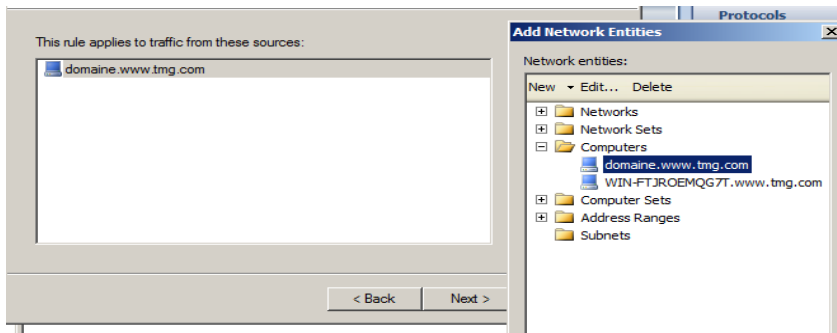 Protocols
This rule applies to traffic from these sources:
domaine.www.tmg.com
< Back
Next >
Add Network Entities
Network entities:
New Edit... Delete
Networks
Network Sets
Computers
domaine.www.tmg.com
WIN-FTJROEMQG7T.www.tmg.com
Computer Sets
Address Ranges
Subnets